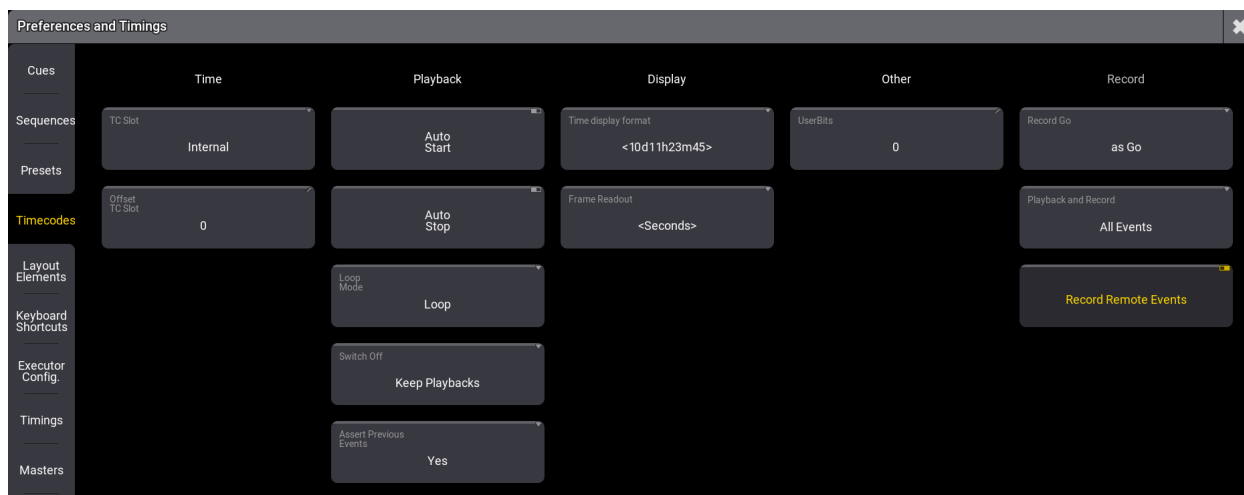 Preferences and Timings
Cues
Sequences
Presets
Timecodes
Layout
Elements
Keyboard
Shortcuts
Executor
Config.
Timings
Masters
Time
TC Slot
Internal
Offset
TC Slot
0
Playback
Auto
Start
Auto
Stop
Loop
Mode
Loop
Switch Off
Keep Playbacks
Assert Previous
Events
Yes
Display
Time display format
<10d11h23m45>
Frame Readout
<Seconds>
Other
UserBits
0
Record
Record Go
as Go
Playback and Record
All Events
Record Remote Events